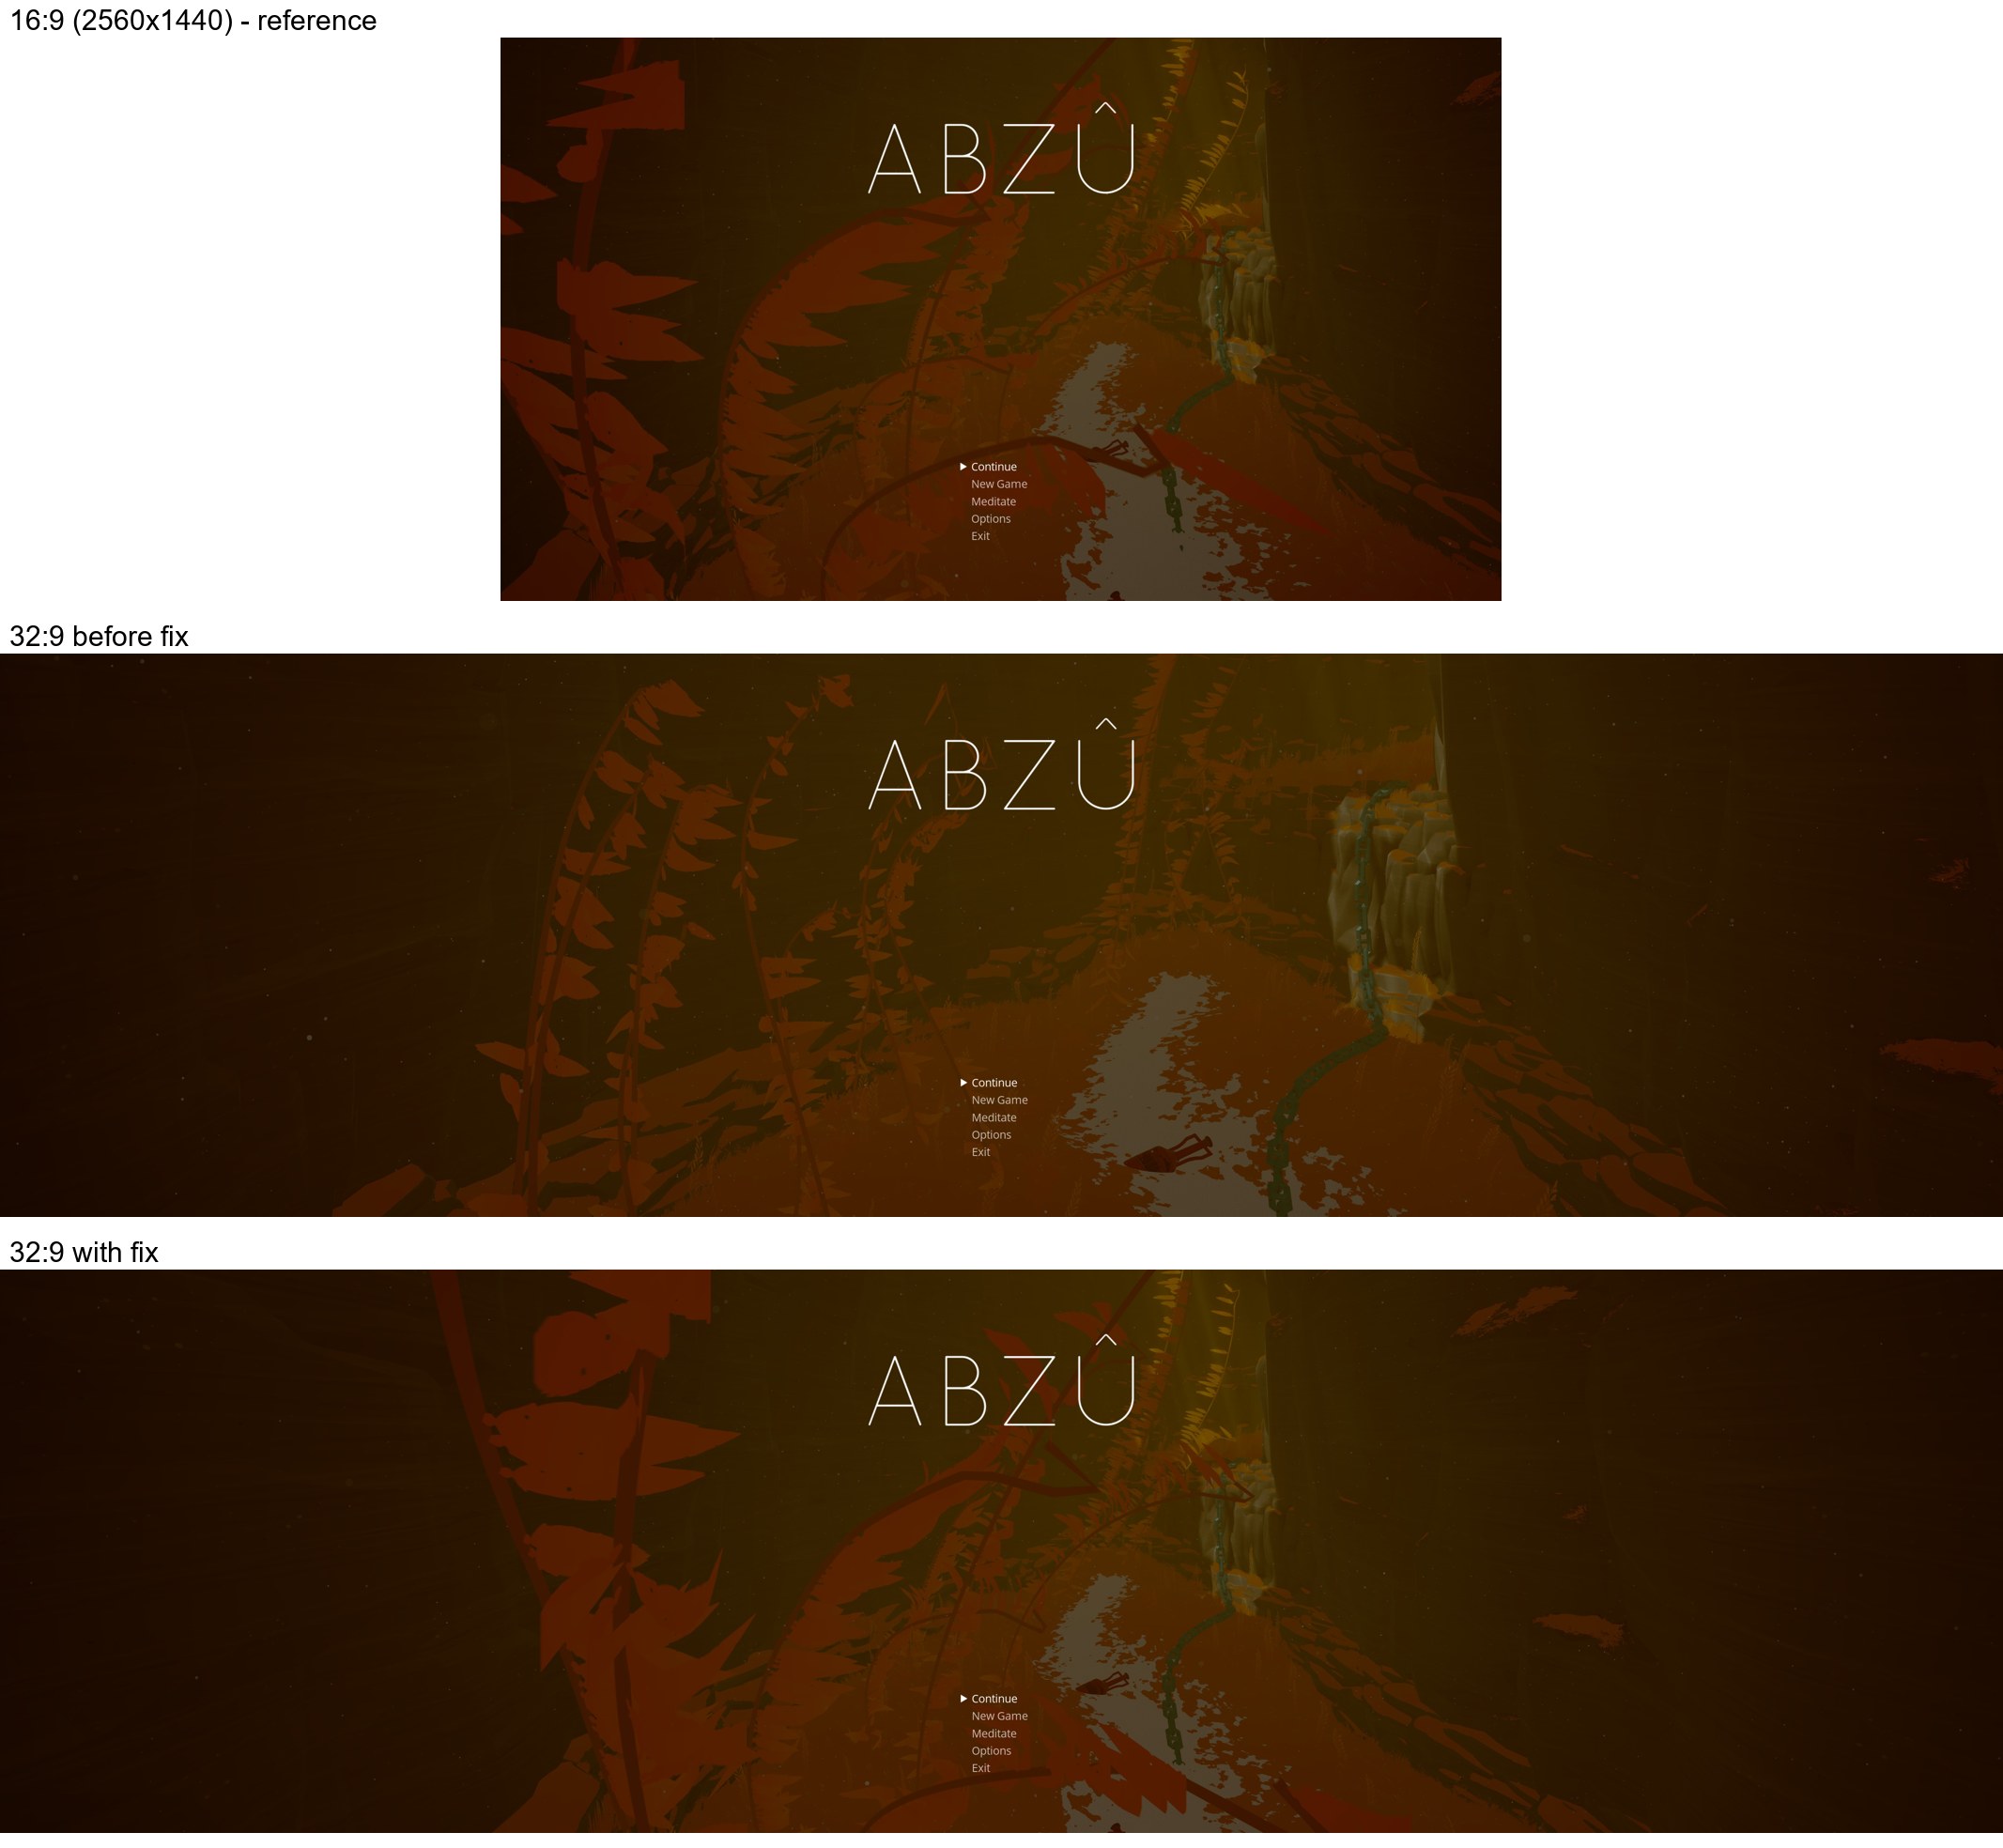 16:9 (2560x1440) - reference
ABZÛ
Continue
New Game
Meditate
Options
Exit
32:9 before fix
ABZÛ
Continue
New Game
Meditate
Options
Exit
32:9 with fix
ABZÛ
Continue
New Game
Meditate
Options
Exit